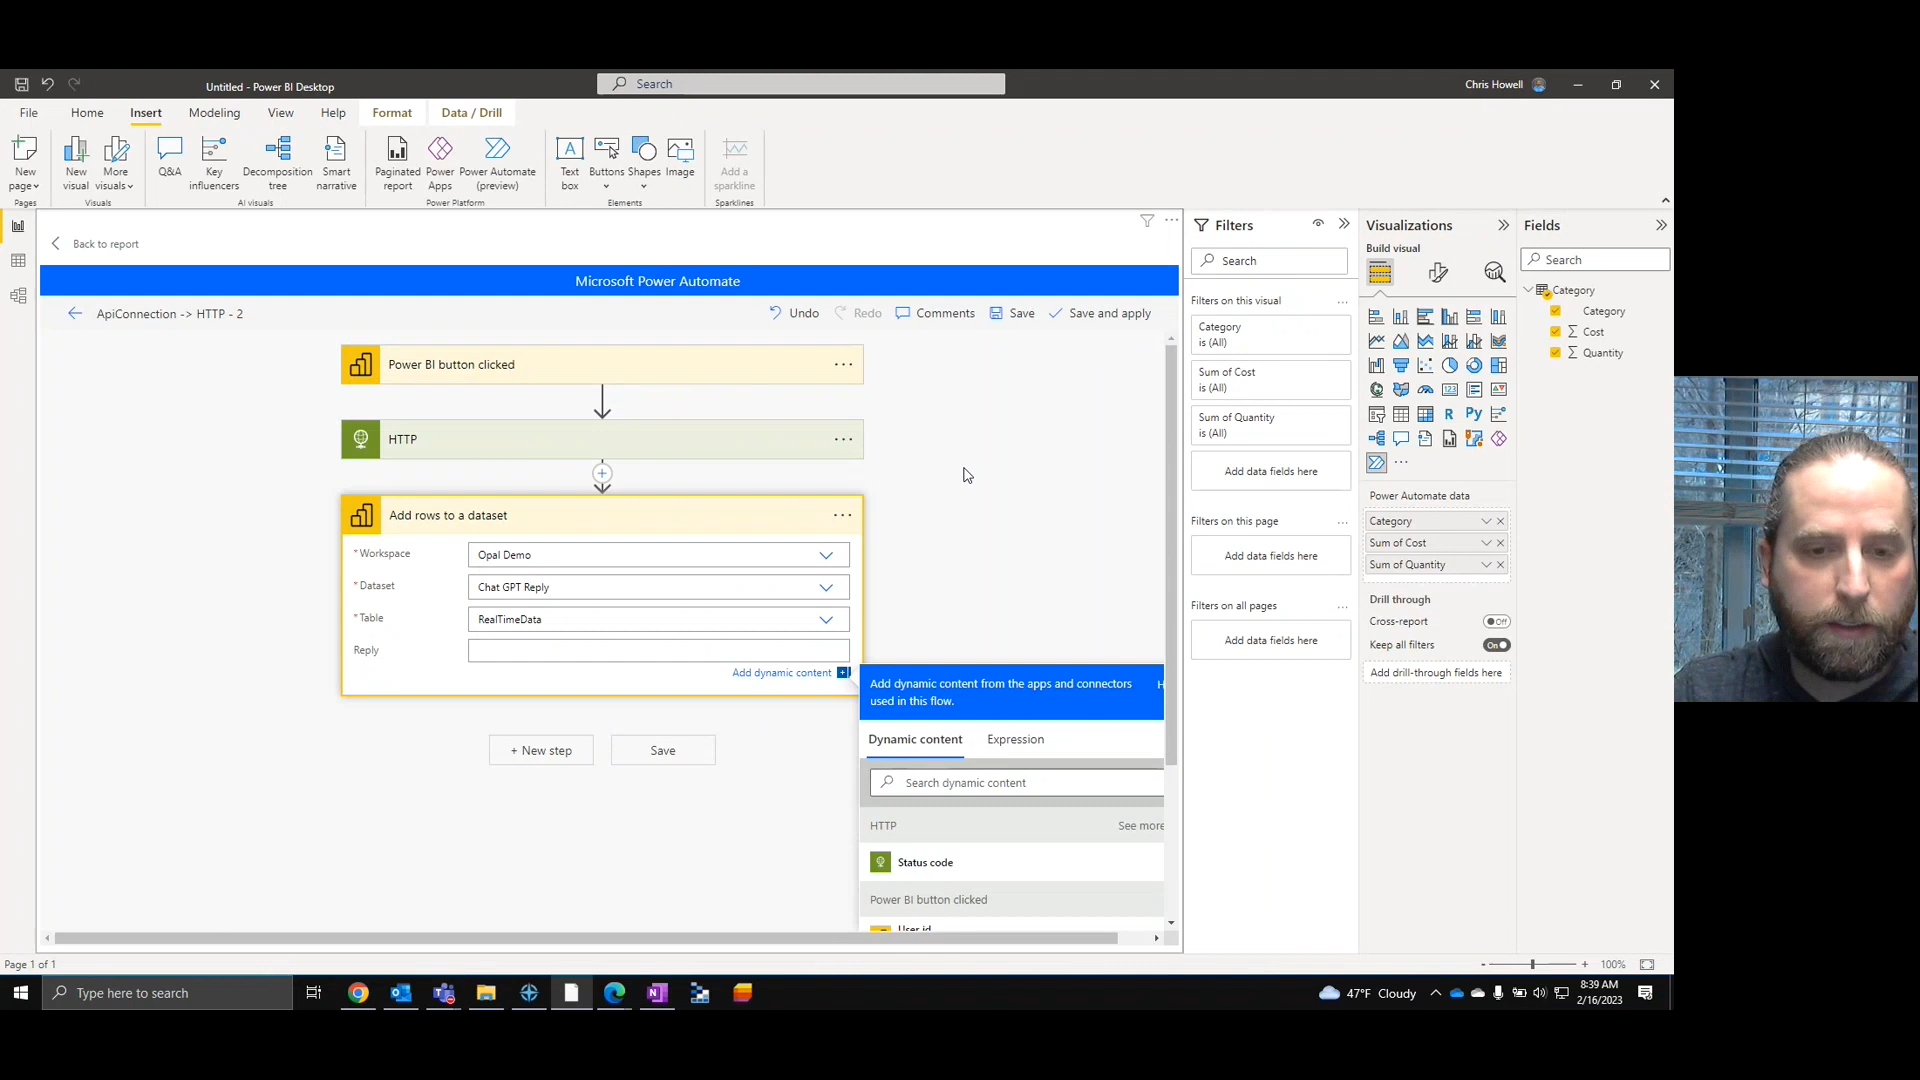 Untitled - Power BI Desktop
Search
Chris Howell
File
Home
Insert
Modeling
View
Help
Format
Data / Drill
New page
New visual
More visuals
Q&A
Key influencers
Decomposition tree
Smart narrative
Paginated report
Power Apps
Power Automate (preview)
Text box
Buttons
Shapes
Image
Add a sparkline
Pages
Visuals
AI visuals
Power Platform
Elements
Sparklines
Back to report
Microsoft Power Automate
ApiConnection -> HTTP - 2
Undo
Redo
Comments
Save
Save and apply
Power BI button clicked
HTTP
Add rows to a dataset
* Workspace
Opal Demo
* Dataset
Chat GPT Reply
* Table
RealTimeData
Reply
Add dynamic content
+ New step
Save
Add dynamic content from the apps and connectors
used in this flow.
H
Dynamic content
Expression
Search dynamic content
HTTP
See more
Status code
Power BI button clicked
User id
Filters
Search
Filters on this visual
Category
is (All)
Sum of Cost
is (All)
Sum of Quantity
is (All)
Add data fields here
Filters on this page
Add data fields here
Filters on all pages
Add data fields here
Visualizations
Build visual
R
Py
123
Power Automate data
Category
Sum of Cost
Sum of Quantity
Drill through
Cross-report
Off
Keep all filters
On
Add drill-through fields here
Fields
Search
Category
Category
Cost
Quantity
Page 1 of 1
- + 100%
Type here to search
47°F Cloudy
8:39 AM
2/16/2023